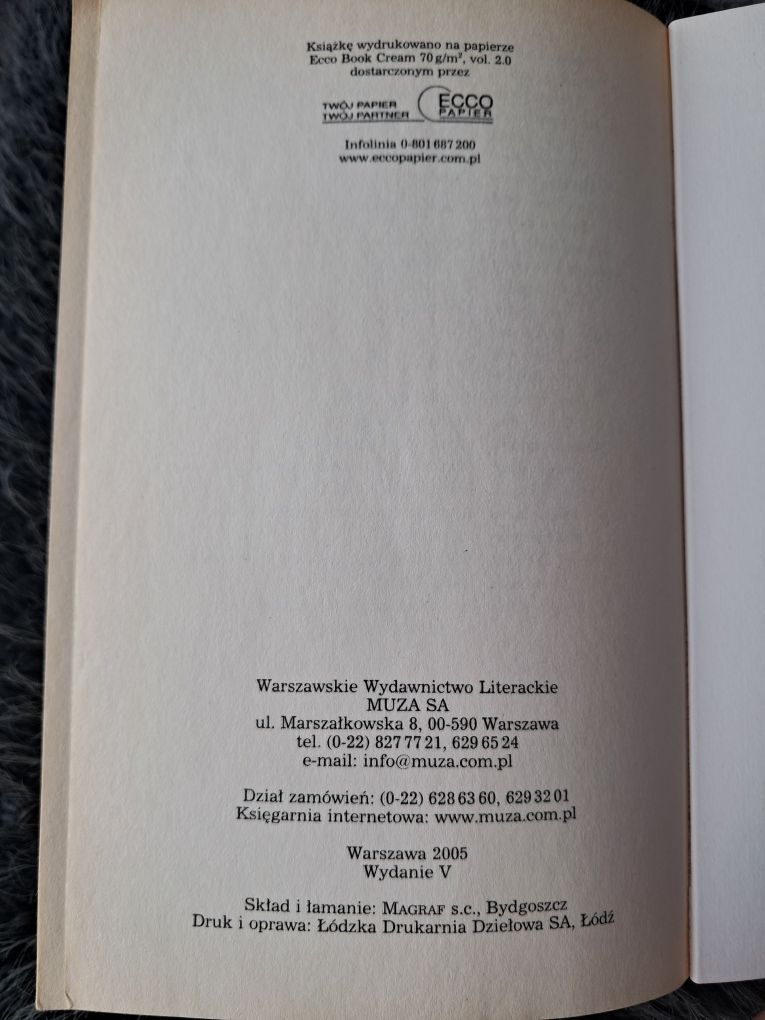 Książkę wydrukowano na papierze
Ecco Book Cream 70 g/m², vol. 2.0
dostarczonym przez
TWÓJ PAPIER
TWÓJ PARTNER
ECCO
PAPIER
Infolinia 0-801 687 200
www.eccopapier.com.pl
Warszawskie Wydawnictwo Literackie
MUZA SA
ul. Marszałkowska 8, 00-590 Warszawa
tel. (0-22) 827 77 21, 629 65 24
e-mail: info@muza.com.pl
Dział zamówień: (0-22) 628 63 60, 629 32 01
Księgarnia internetowa: www.muza.com.pl
Warszawa 2005
Wydanie V
Skład i łamanie: MAGRAF s.c., Bydgoszcz
Druk i oprawa: Łódzka Drukarnia Dziełowa SA, Łódź